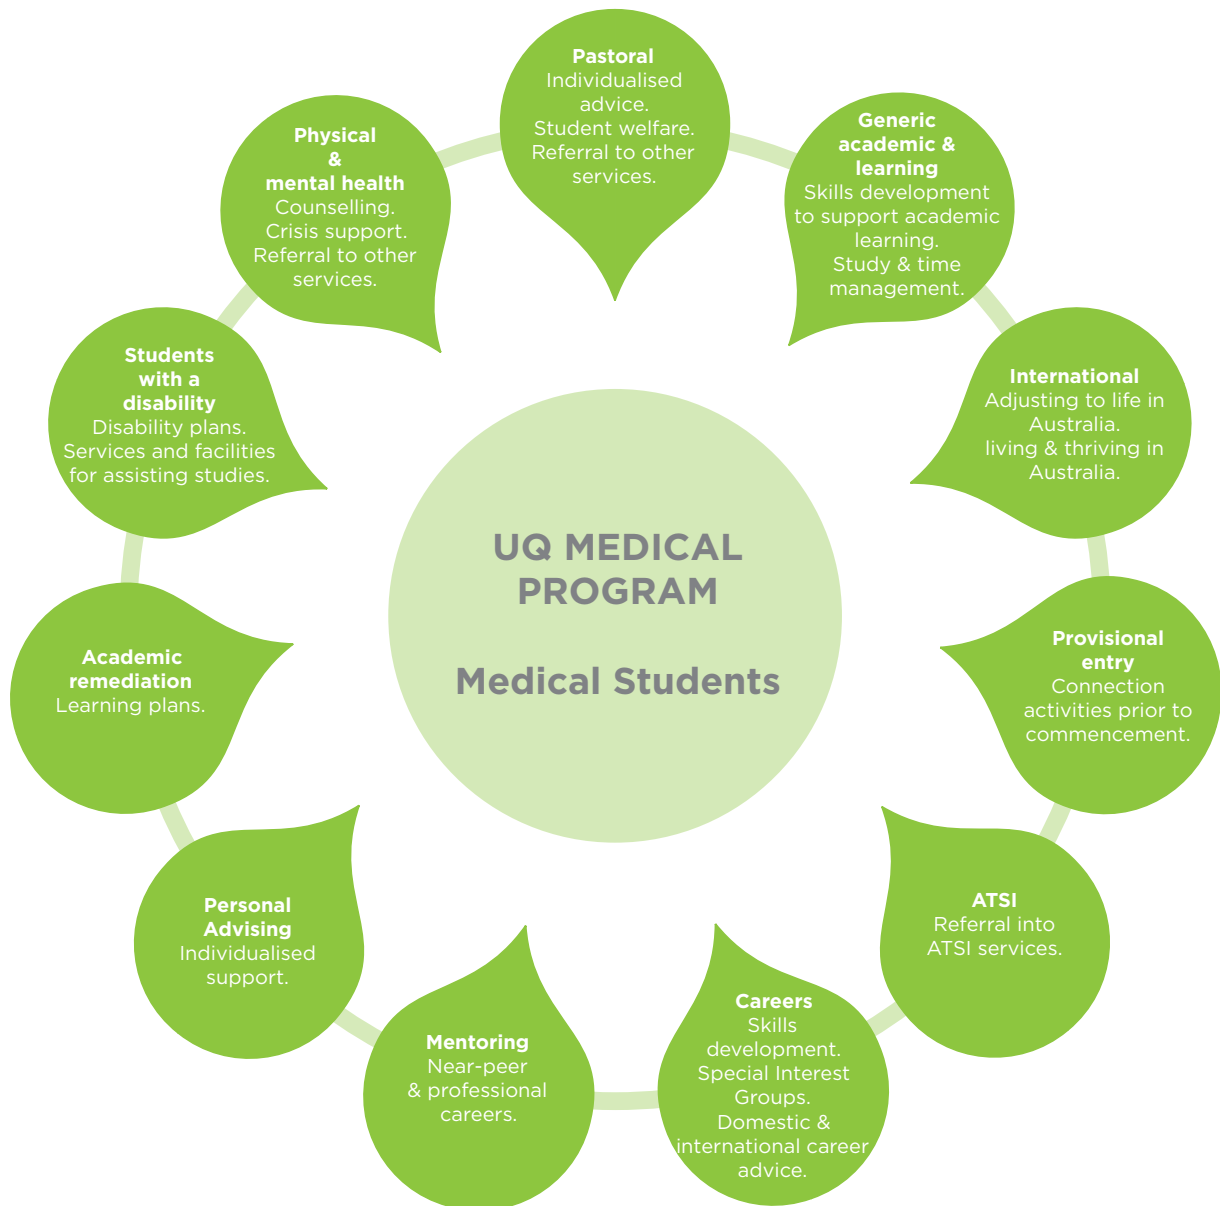 Pastoral
Individualised
advice.
Student welfare.
Referral to other
services.
Generic
academic &
learning
Skills development
to support academic
learning.
Study & time
management.
International
Adjusting to life in
Australia.
living & thriving in
Australia.
Provisional
entry
Connection
activities prior to
commencement.
ATSI
Referral into
ATSI services.
Careers
Skills
development.
Special Interest
Groups.
Domestic &
international career
advice.
Mentoring
Near-peer
& professional
careers.
Personal
Advising
Individualised
support.
Academic
remediation
Learning plans.
Students
with a
disability
Disability plans.
Services and facilities
for assisting studies.
Physical
&
mental health
Counselling.
Crisis support.
Referral to other
services.
UQ MEDICAL
PROGRAM
Medical Students